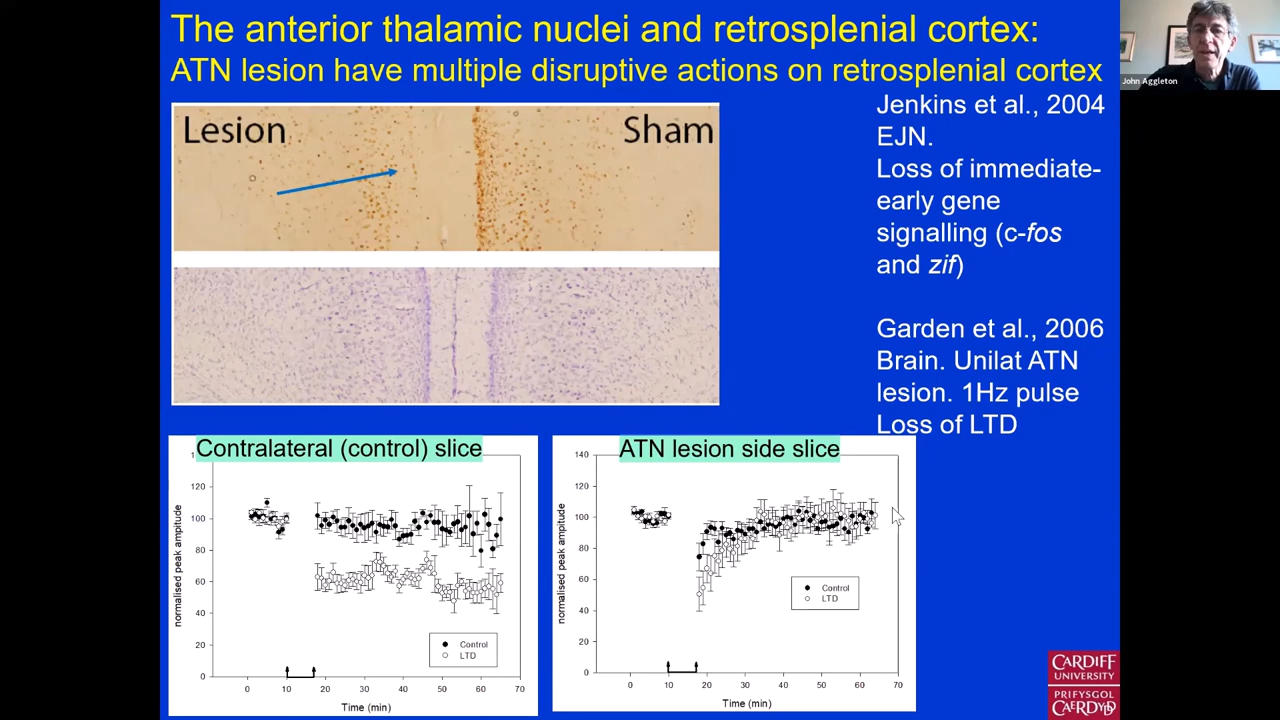 The anterior thalamic nuclei and retrosplenial cortex:
ATN lesion have multiple disruptive actions on retrosplenial cortex
John Aggleton
Lesion
Sham
Jenkins et al., 2004
EJN.
Loss of immediate-
early gene
signalling (c-fos
and zif)
Garden et al., 2006
Brain. Unilat ATN
lesion. 1Hz pulse
Loss of LTD
Contralateral (control) slice
normalised peak amplitude
120
100
80
60
40
20
0
Control
LTD
0 10 20 30 40 50 60 70
Time (min)
ATN lesion side slice
normalised peak amplitude
140
120
100
80
60
40
20
0
Control
LTD
0 10 20 30 40 50 60 70
Time (min)
CARDIFF
UNIVERSITY
PRIFYSGOL
CAERDYDD